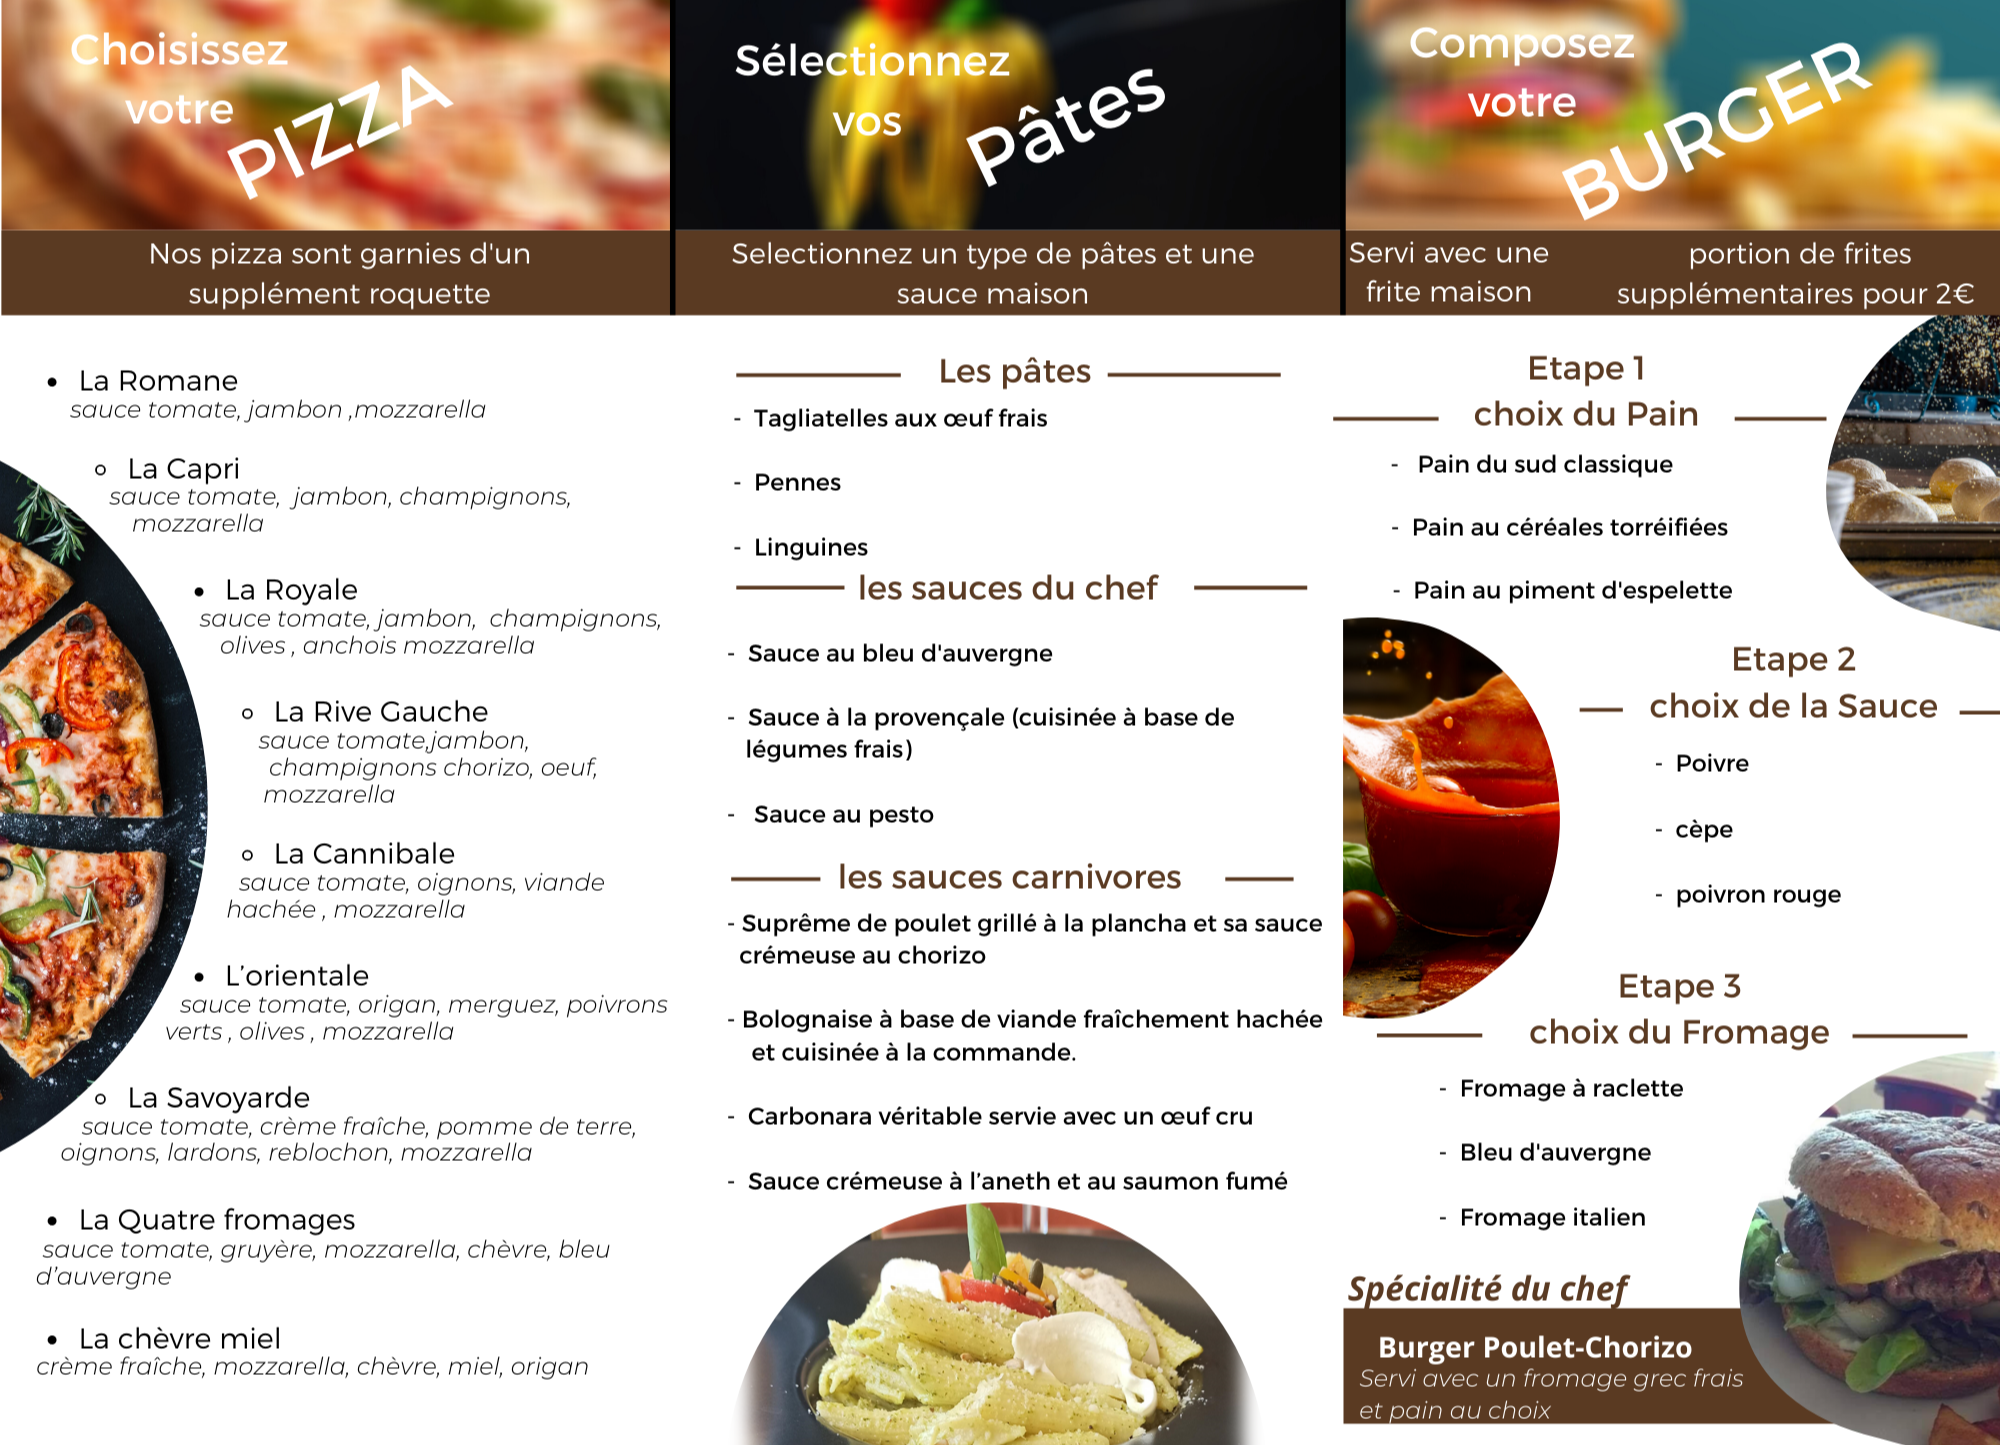 Choisissez
votre
PIZZA
Nos pizza sont garnies d'un
supplément roquette
• La Romane
sauce tomate, jambon ,mozzarella
◦ La Capri
sauce tomate, jambon, champignons,
mozzarella
• La Royale
sauce tomate, jambon, champignons,
olives , anchois mozzarella
◦ La Rive Gauche
sauce tomate,jambon,
champignons chorizo, oeuf,
mozzarella
◦ La Cannibale
sauce tomate, oignons, viande
hachée , mozzarella
• L’orientale
sauce tomate, origan, merguez, poivrons
verts , olives , mozzarella
◦ La Savoyarde
sauce tomate, crème fraîche, pomme de terre,
oignons, lardons, reblochon, mozzarella
• La Quatre fromages
sauce tomate, gruyère, mozzarella, chèvre, bleu
d’auvergne
• La chèvre miel
crème fraîche, mozzarella, chèvre, miel, origan
Sélectionnez
vos
Pâtes
Selectionnez un type de pâtes et une
sauce maison
Les pâtes
- Tagliatelles aux œuf frais
- Pennes
- Linguines
les sauces du chef
- Sauce au bleu d'auvergne
- Sauce à la provençale (cuisinée à base de
légumes frais)
- Sauce au pesto
les sauces carnivores
- Suprême de poulet grillé à la plancha et sa sauce
crémeuse au chorizo
- Bolognaise à base de viande fraîchement hachée
et cuisinée à la commande.
- Carbonara véritable servie avec un œuf cru
- Sauce crémeuse à l’aneth et au saumon fumé
Composez
votre
BURGER
Servi avec une
frite maison
portion de frites
supplémentaires pour 2€
Etape 1
choix du Pain
- Pain du sud classique
- Pain au céréales torréifiées
- Pain au piment d'espelette
Etape 2
choix de la Sauce
- Poivre
- cèpe
- poivron rouge
Etape 3
choix du Fromage
- Fromage à raclette
- Bleu d'auvergne
- Fromage italien
Spécialité du chef
Burger Poulet-Chorizo
Servi avec un fromage grec frais
et pain au choix